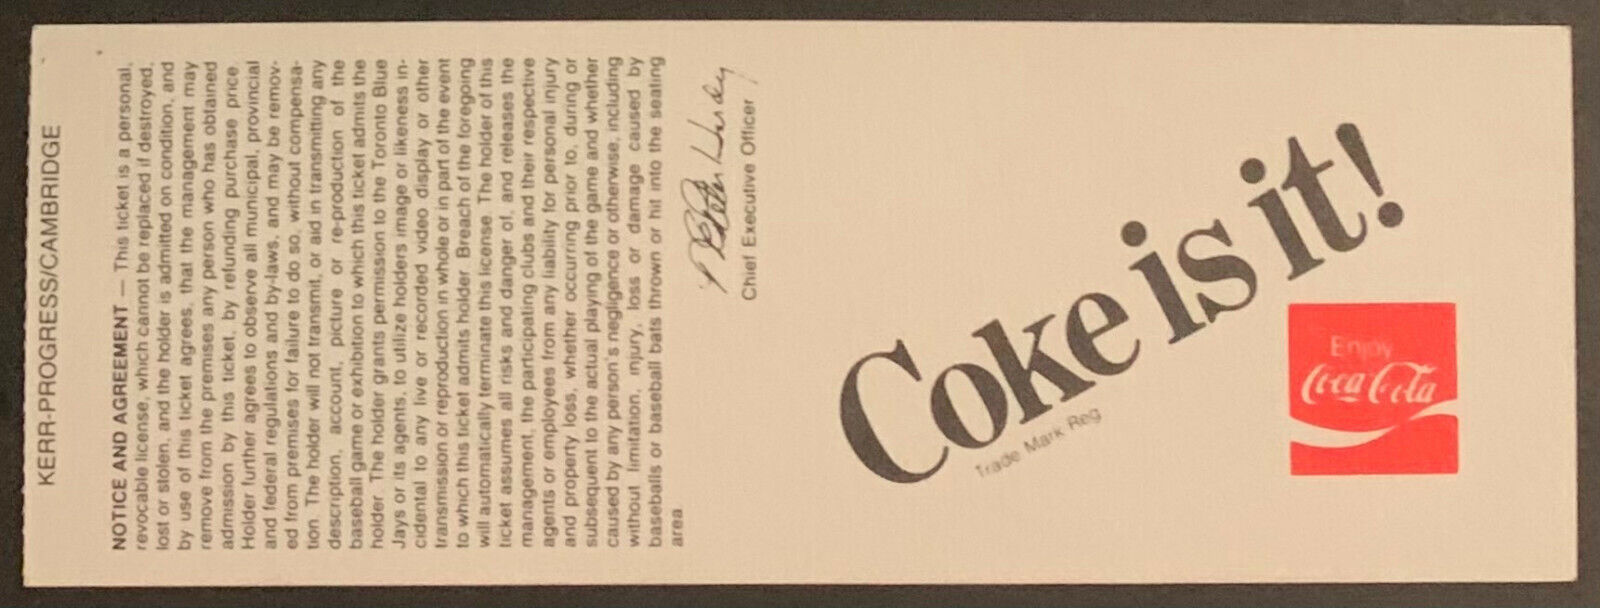 KERR-PROGRESS/CAMBRIDGE
NOTICE AND AGREEMENT — This ticket is a personal,
revocable license, which cannot be replaced if destroyed,
lost or stolen, and the holder is admitted on condition, and
by use of this ticket agrees, that the management may
remove from the premises any person who has obtained
admission by this ticket, by refunding purchase price.
Holder further agrees to observe all municipal, provincial
and federal regulations and by-laws, and may be remov-
ed from premises for failure to do so, without compensa-
tion. The holder will not transmit, or aid in transmitting any
description, account, picture or re-production of the
baseball game or exhibition to which this ticket admits the
holder. The holder grants permission to the Toronto Blue
Jays or its agents, to utilize holders image or likeness in-
cidental to any live or recorded video display or other
transmission or reproduction in whole or in part of the event
to which this ticket admits holder. Breach of the foregoing
will automatically terminate this license. The holder of this
ticket assumes all risks and danger of, and releases the
management, the participating clubs and their respective
agents or employees from any liability for personal injury
and property loss, whether occurring prior to, during or
subsequent to the actual playing of the game and whether
caused by any person's negligence or otherwise, including
without limitation, injury, loss or damage caused by
baseballs or baseball bats thrown or hit into the seating
area.
Peter Hardy
Chief Executive Officer
Coke is it!
Trade Mark Reg
Enjoy
Coca-Cola